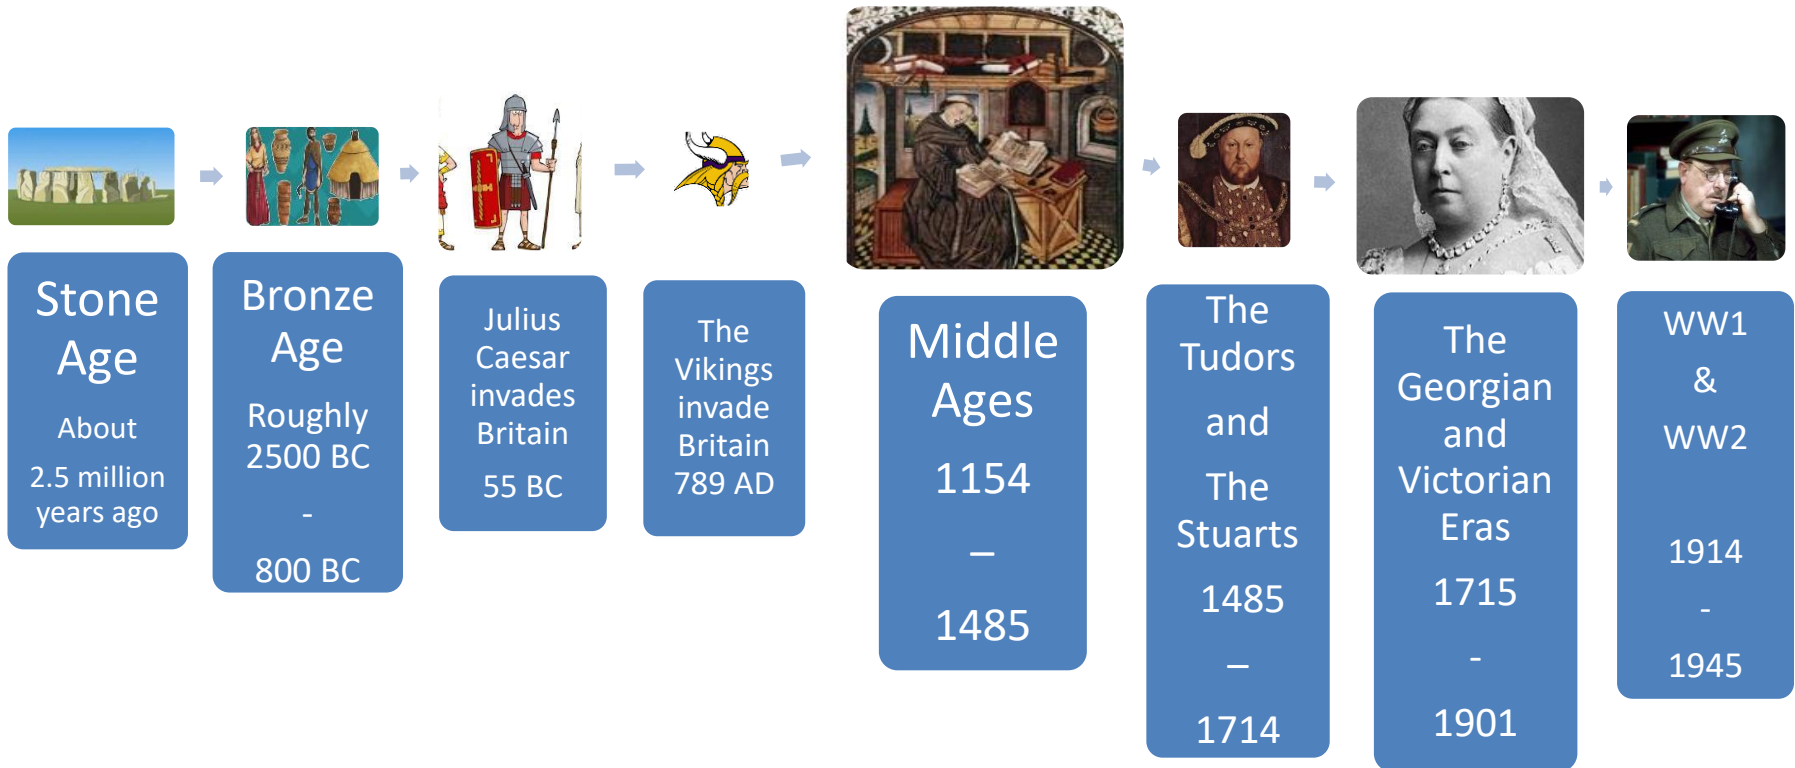 Stone
Age
About
2.5 million
years ago
Bronze
Age
Roughly
2500 BC
-
800 BC
Julius
Caesar
invades
Britain
55 BC
The
Vikings
invade
Britain
789 AD
Middle
Ages
1154
–
1485
The
Tudors
and
The
Stuarts
1485
–
1714
The
Georgian
and
Victorian
Eras
1715
-
1901
WW1
&
WW2
1914
-
1945